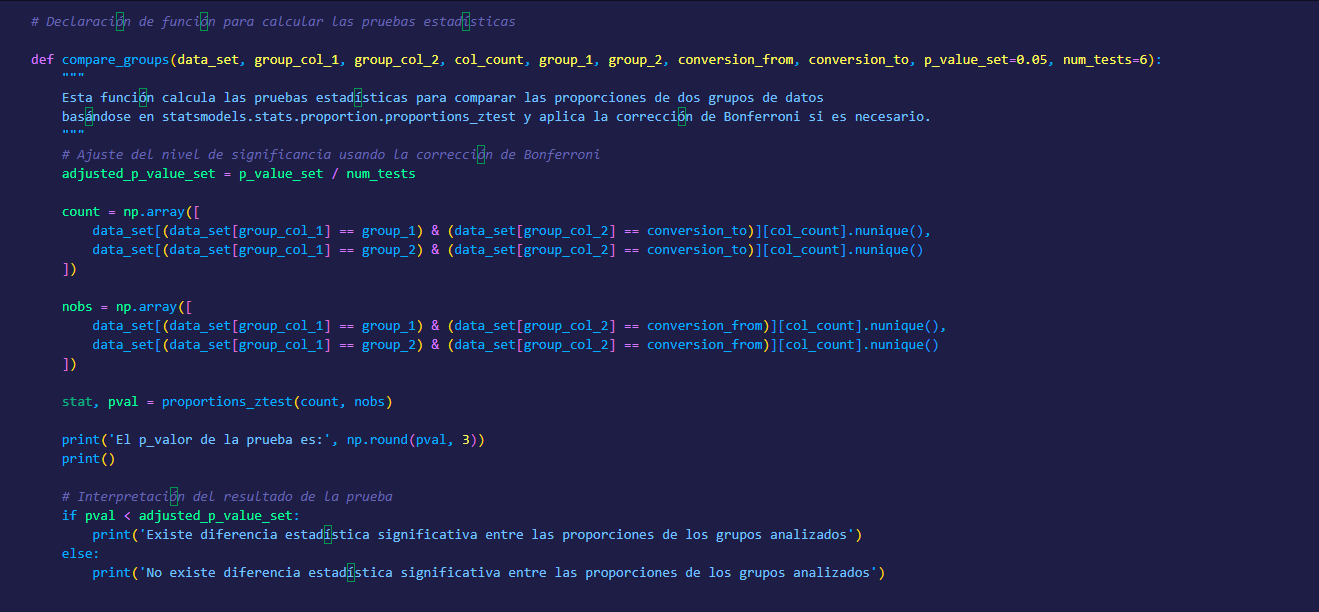 # Declaración de función para calcular las pruebas estadísticas
def compare_groups(data_set, group_col_1, group_col_2, col_count, group_1, group_2, conversion_from, conversion_to, p_value_set=0.05, num_tests=6):
"""
Esta función calcula las pruebas estadísticas para comparar las proporciones de dos grupos de datos
basándose en statsmodels.stats.proportion.proportions_ztest y aplica la corrección de Bonferroni si es necesario.
"""
# Ajuste del nivel de significancia usando la corrección de Bonferroni
adjusted_p_value_set = p_value_set / num_tests
count = np.array([
data_set[(data_set[group_col_1] == group_1) & (data_set[group_col_2] == conversion_to)][col_count].nunique(),
data_set[(data_set[group_col_1] == group_2) & (data_set[group_col_2] == conversion_to)][col_count].nunique()
])
nobs = np.array([
data_set[(data_set[group_col_1] == group_1) & (data_set[group_col_2] == conversion_from)][col_count].nunique(),
data_set[(data_set[group_col_1] == group_2) & (data_set[group_col_2] == conversion_from)][col_count].nunique()
])
stat, pval = proportions_ztest(count, nobs)
print('El p_valor de la prueba es:', np.round(pval, 3))
print()
# Interpretación del resultado de la prueba
if pval < adjusted_p_value_set:
print('Existe diferencia estadística significativa entre las proporciones de los grupos analizados')
else:
print('No existe diferencia estadística significativa entre las proporciones de los grupos analizados')